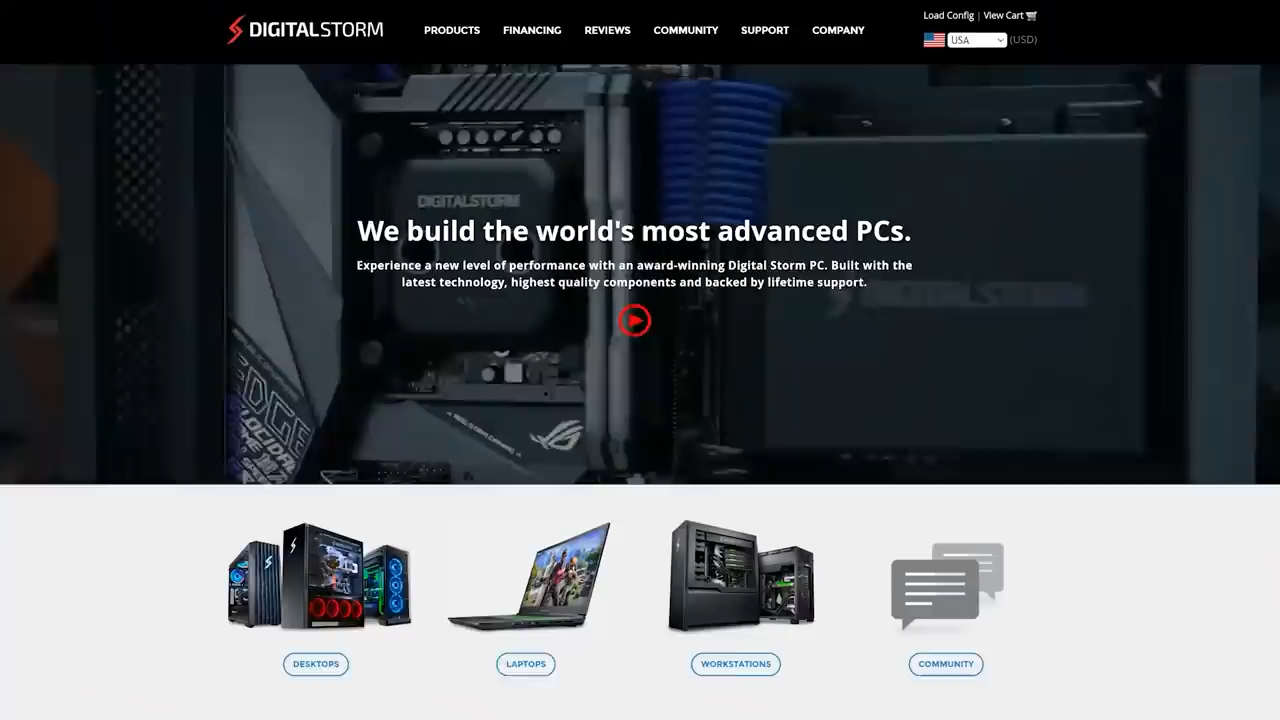 DIGITALSTORM
PRODUCTS
FINANCING
REVIEWS
COMMUNITY
SUPPORT
COMPANY
Load Config | View Cart
USA
(USD)
DIGITALSTORM
We build the world's most advanced PCs.
Experience a new level of performance with an award-winning Digital Storm PC. Built with the
latest technology, highest quality components and backed by lifetime support.
DIGITALSTORM
EDGE
DESKTOPS
LAPTOPS
WORKSTATIONS
COMMUNITY